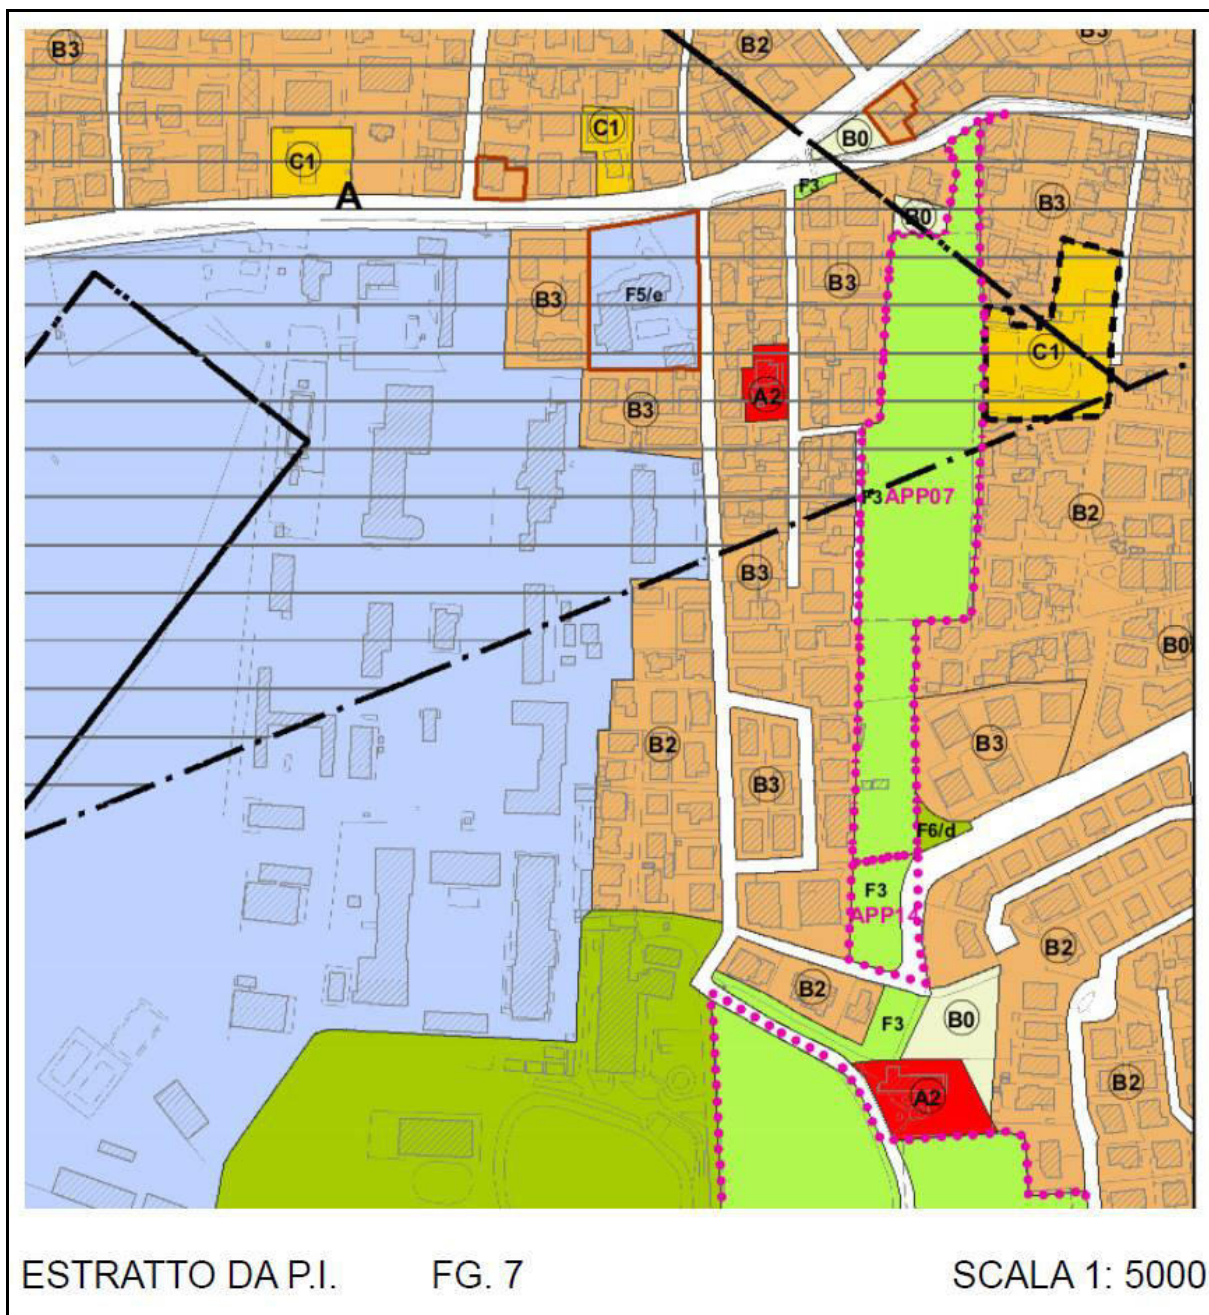 B3
B2
B3
C1
C1
B0
F3
A
B0
B3
B3
F5/e
B3
C1
A2
B3
F3 APP07
B2
B3
B0
B2
B3
B3
F6/d
F3
APP14
B2
B2
F3
B0
B2
A2
ESTRATTO DA P.I. FG. 7 SCALA 1: 5000